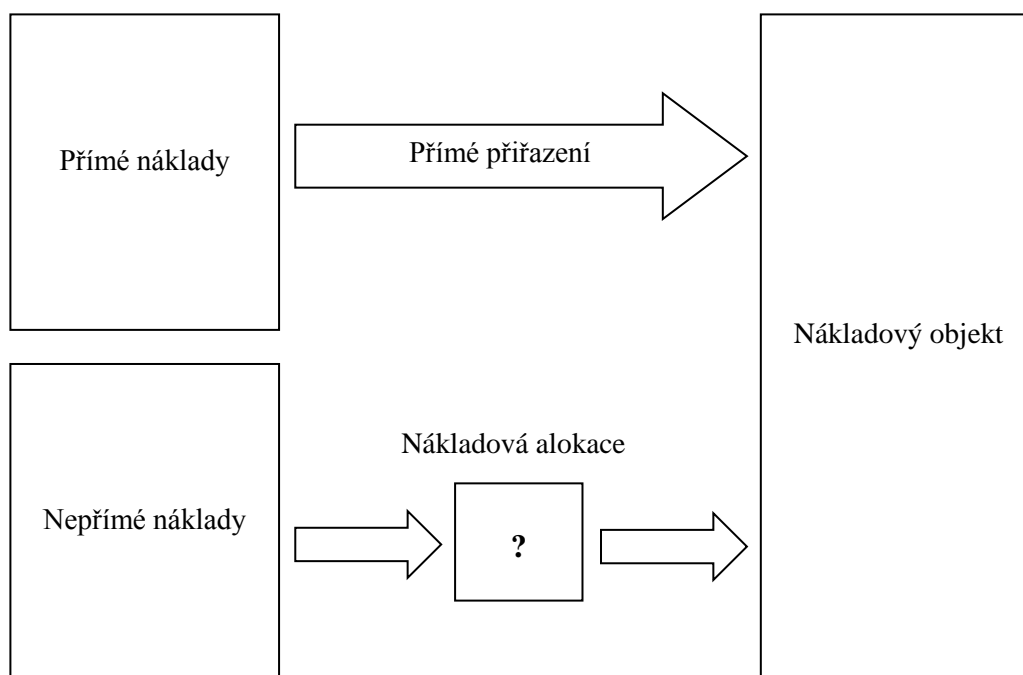 Přímé náklady
Přímé přiřazení
Nákladový objekt
Nákladová alokace
Nepřímé náklady
?